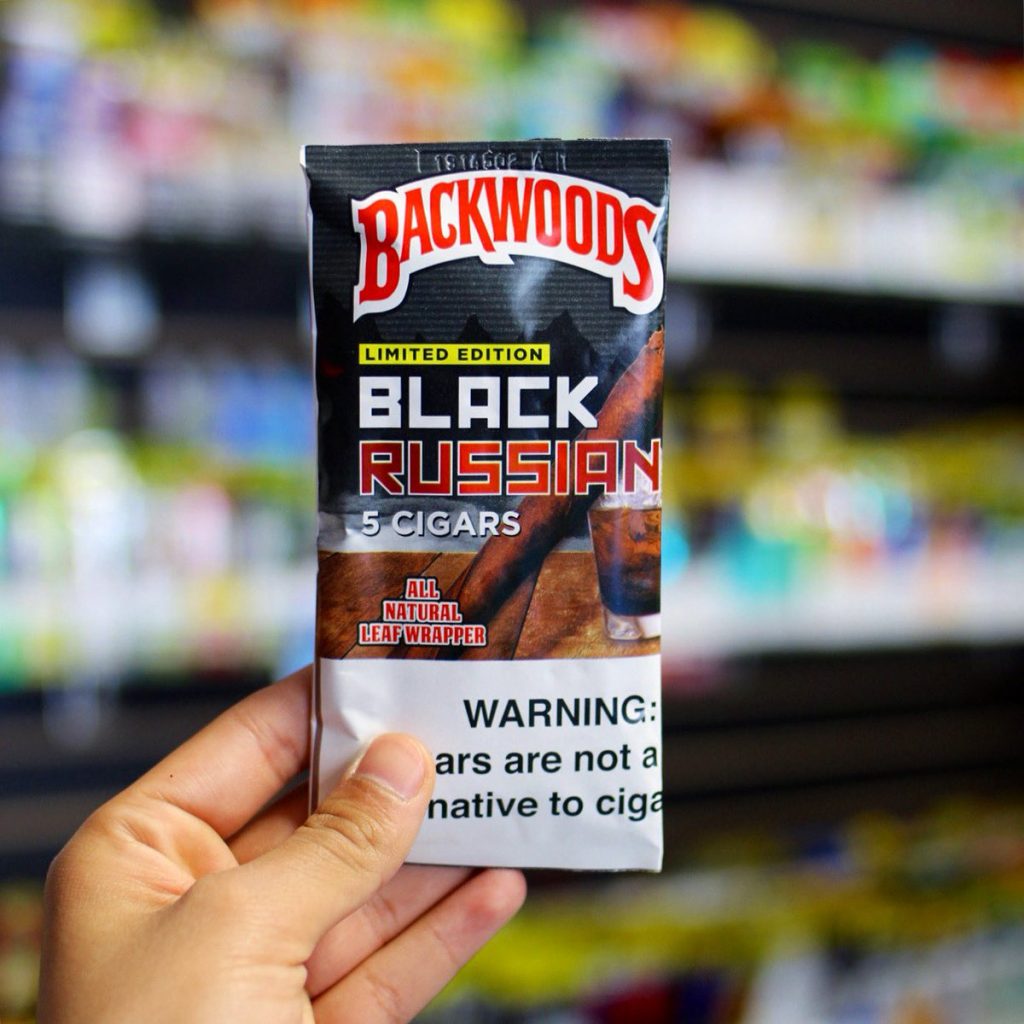 BACKWOODS
LIMITED EDITION
BLACK
RUSSIAN
5 CIGARS
ALL
NATURAL
LEAF WRAPPER
WARNING:
ars are not a
native to ciga